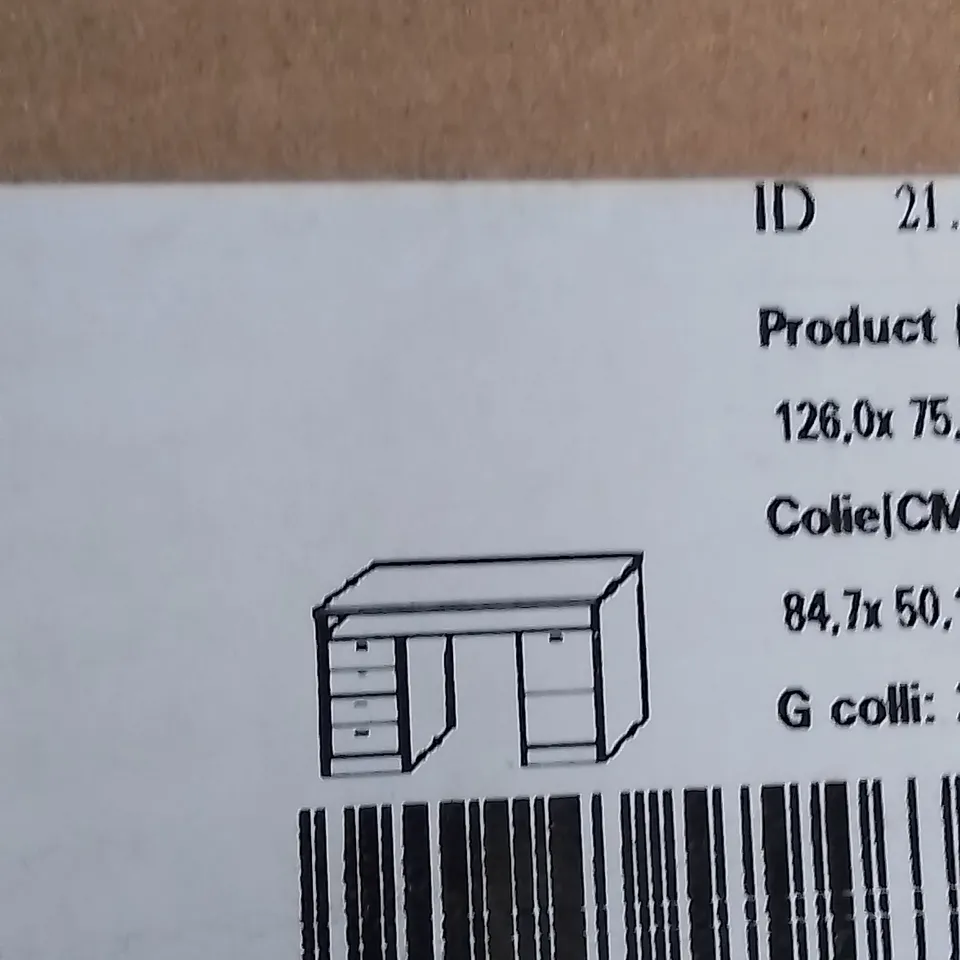 ID 21.
Product
126,0x 75,
Colie(CM
84,7x 50,
G colli: